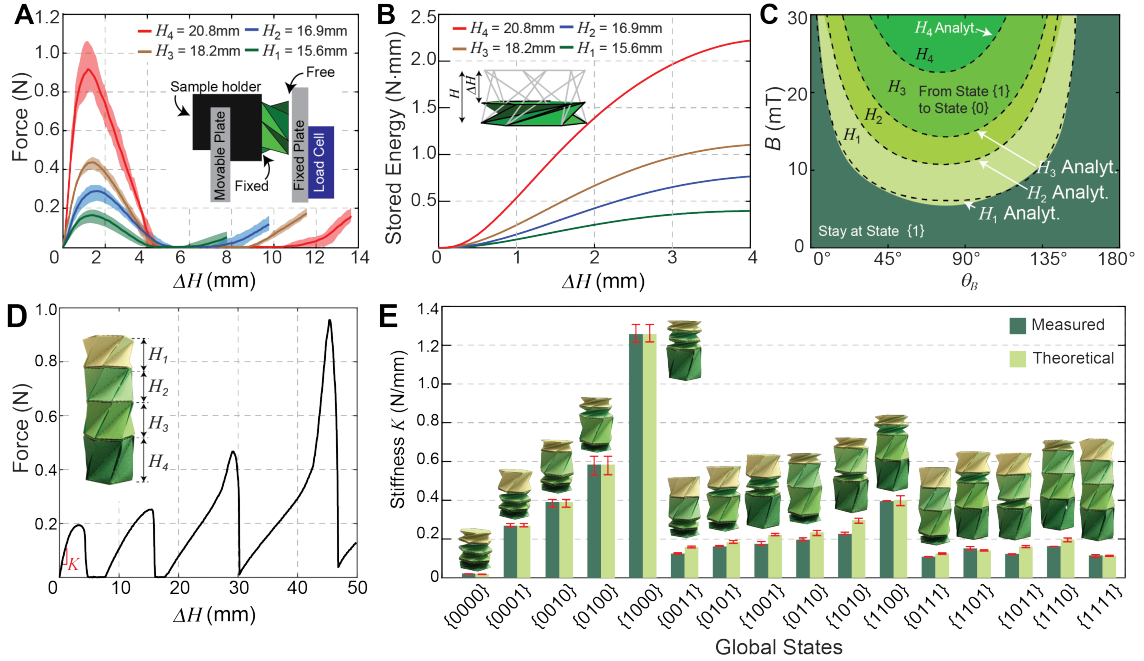 A
H4 = 20.8mm
H2 = 16.9mm
H3 = 18.2mm
H1 = 15.6mm
Sample holder
Free
Movable Plate
Fixed Plate
Load Cell
Fixed
Force (N)
1.2
1.0
0.8
0.6
0.4
0.2
0
2
4
6
8
10
12
14
ΔH (mm)
B
H4 = 20.8mm
H2 = 16.9mm
H3 = 18.2mm
H1 = 15.6mm
H
ΔH
Stored Energy (N·mm)
2.5
2.0
1.5
1.0
0.5
0
0
1
2
3
4
ΔH (mm)
C
B (mT)
30
20
10
0
H4 Analyt.
H4
H3
From State {1}
to State {0}
H2
H1
H3 Analyt.
H2 Analyt.
H1 Analyt.
Stay at State {1}
0°
45°
90°
135°
180°
θB
D
Force (N)
1.0
0.8
0.6
0.4
0.2
0
H1
H2
H3
H4
K
0
10
20
30
40
50
ΔH (mm)
E
Stiffness K (N/mm)
1.4
1.2
1.0
0.8
0.6
0.4
0.2
0
Measured
Theoretical
{0000}
{0001}
{0010}
{0100}
{1000}
{0011}
{0101}
{1001}
{0110}
{1010}
{1100}
{0111}
{1101}
{1011}
{1110}
{1111}
Global States